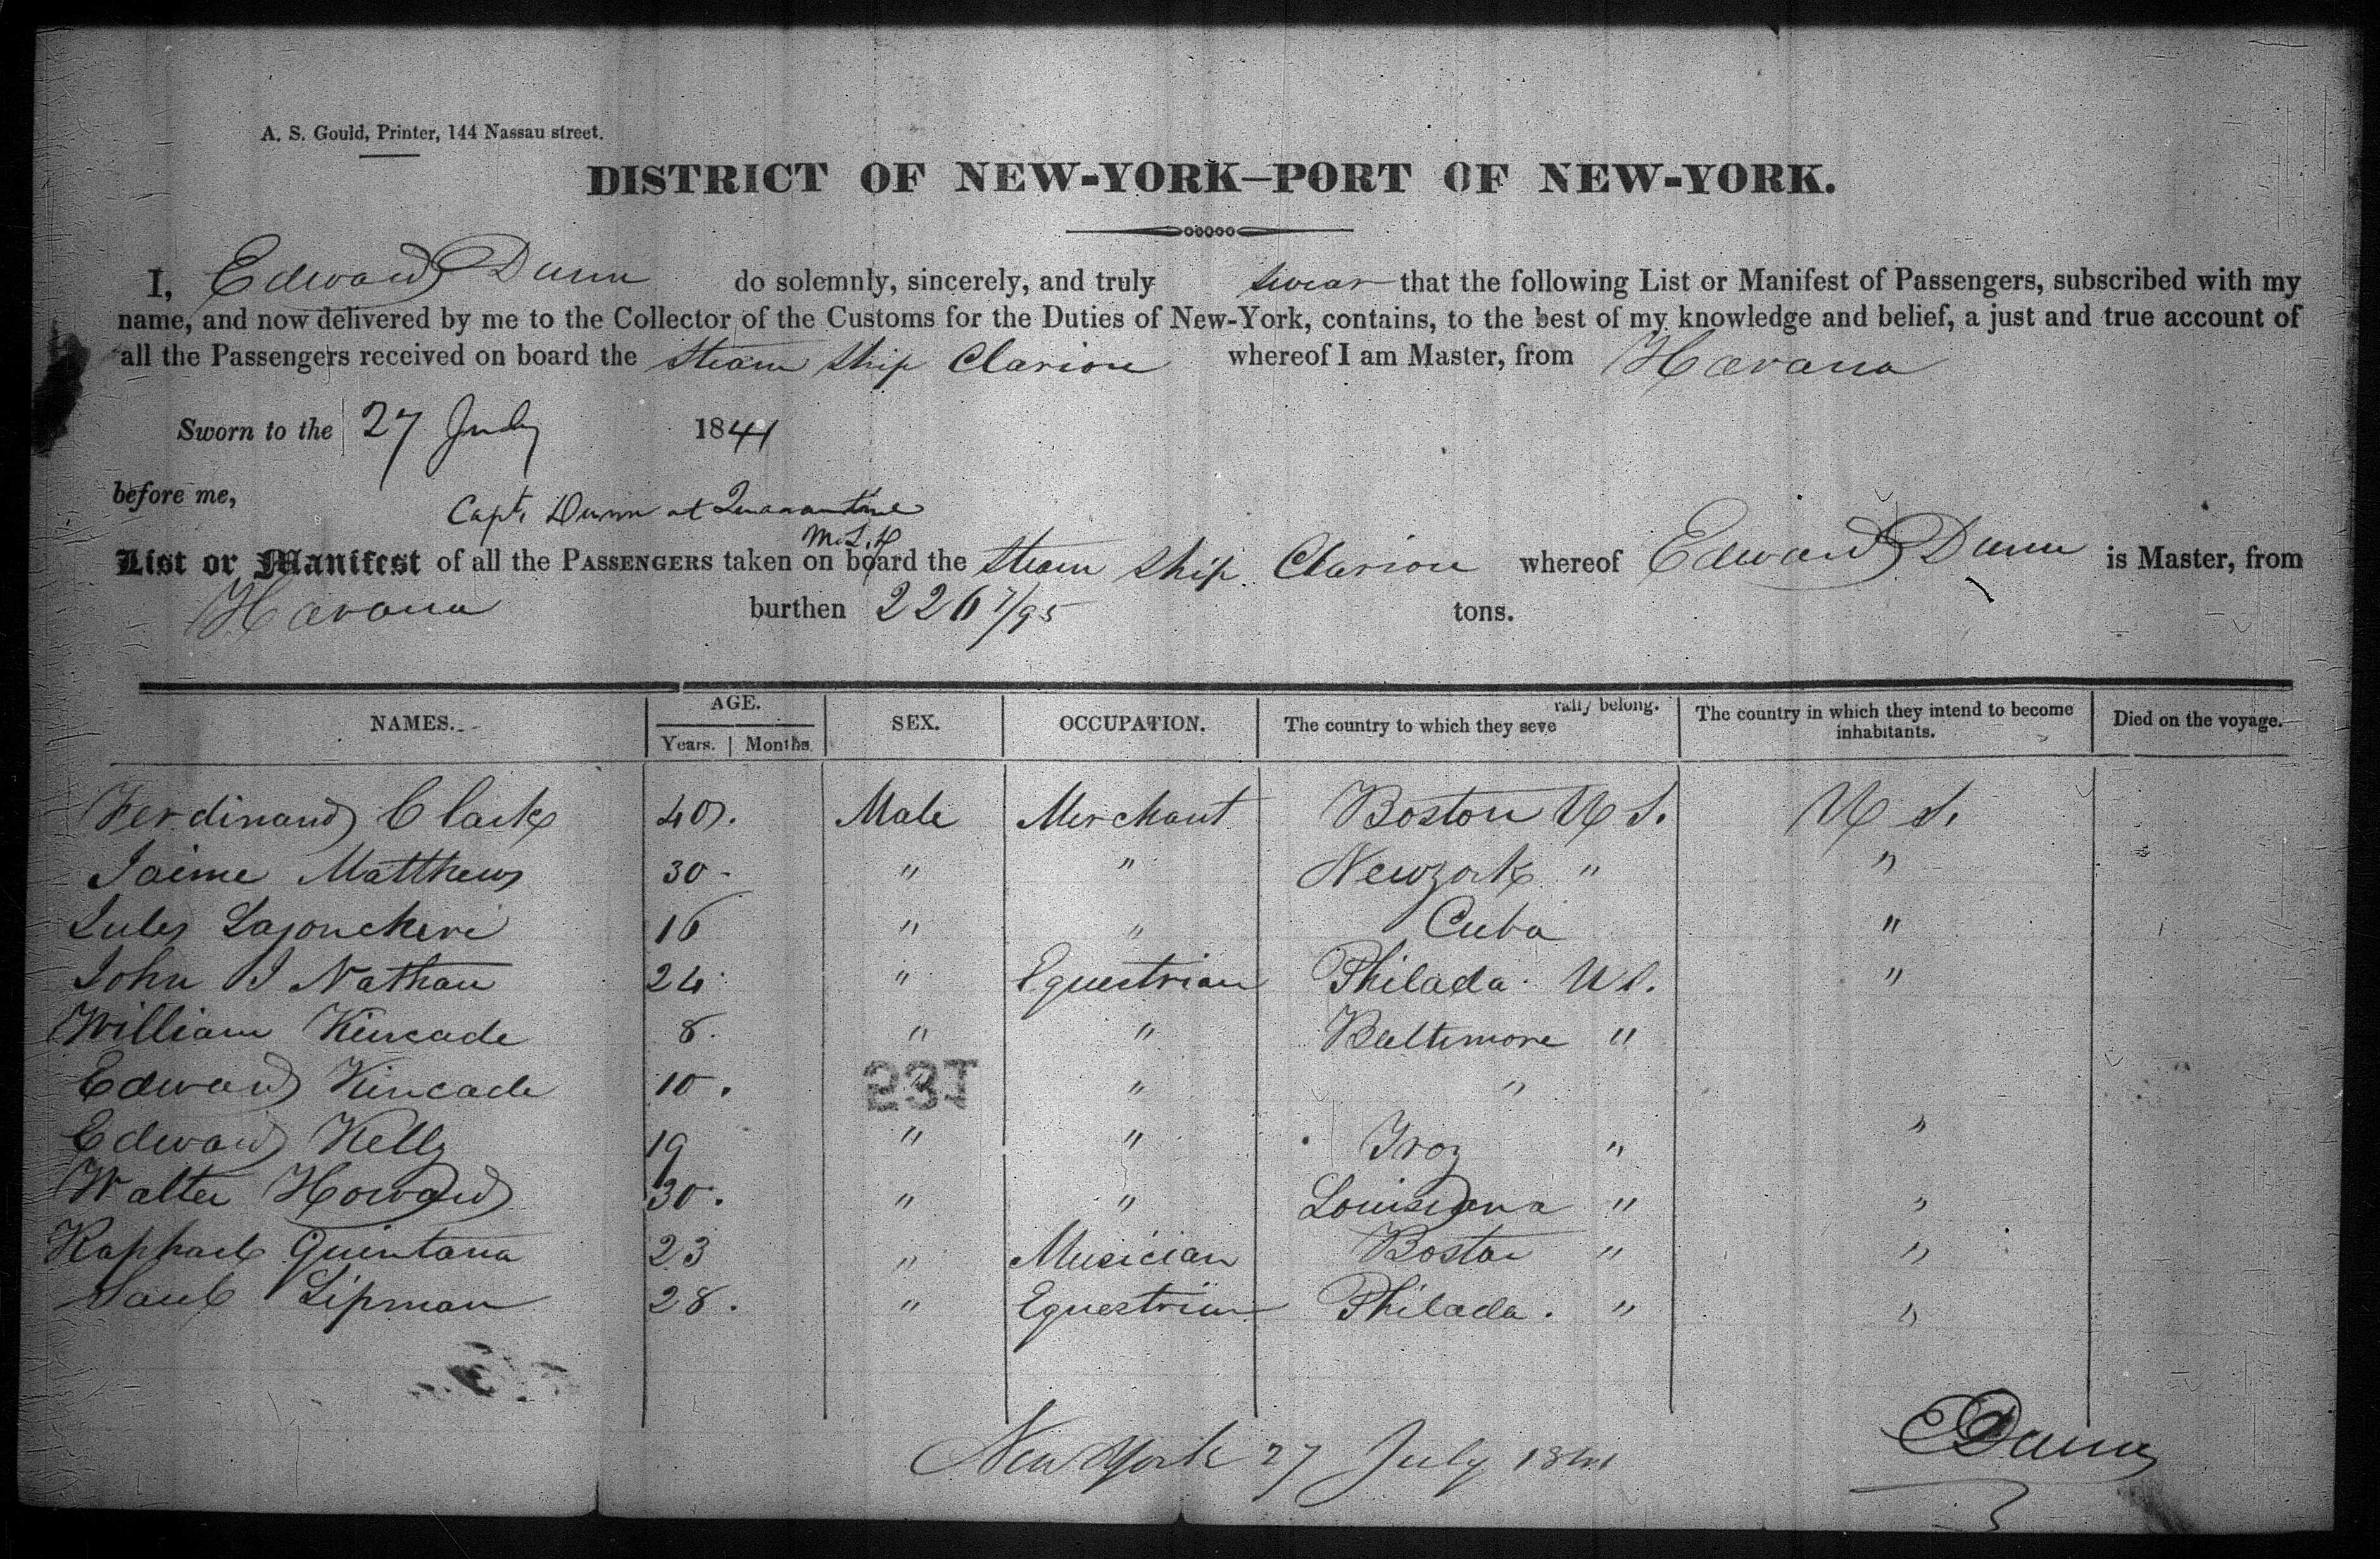 A. S. Gould, Printer, 144 Nassau street.
DISTRICT OF NEW-YORK—PORT OF NEW-YORK.
I, Edward Dunn do solemnly, sincerely, and truly swear that the following List or Manifest of Passengers, subscribed with my
name, and now delivered by me to the Collector of the Customs for the Duties of New-York, contains, to the best of my knowledge and belief, a just and true account of
all the Passengers received on board the Steam Ship Clarion whereof I am Master, from Havana
Sworn to the 27 July 1841
before me,
Capt. Dunn at Quarantine
List or Manifest of all the PASSENGERS taken on board the Steam Ship Clarion whereof Edward Dunn is Master, from
Havana burthen 226 7/95 tons.
NAMES. AGE. Years. Months. SEX. OCCUPATION. The country to which they seve rally belong. The country in which they intend to become inhabitants. Died on the voyage.
Ferdinand Clark 40. Male Merchant Boston U S. U S.
Jaime Matthews 30 " " Newyork " "
Jules 16 " " Cuba "
John J Nathan 24 " Equestrian Philada. U S. "
William Kincade 8. " " Baltimore "
Edward Kincade 10. " " "
23T
Edward Kelly 19 " " Troy " "
Walter Howard 30. " " Louisiana " "
Raphael Quintana 23 " Musician Boston " "
Saul Lipman 28. " Equestrian Philada. " "
New York 27 July 1841
E Dunn